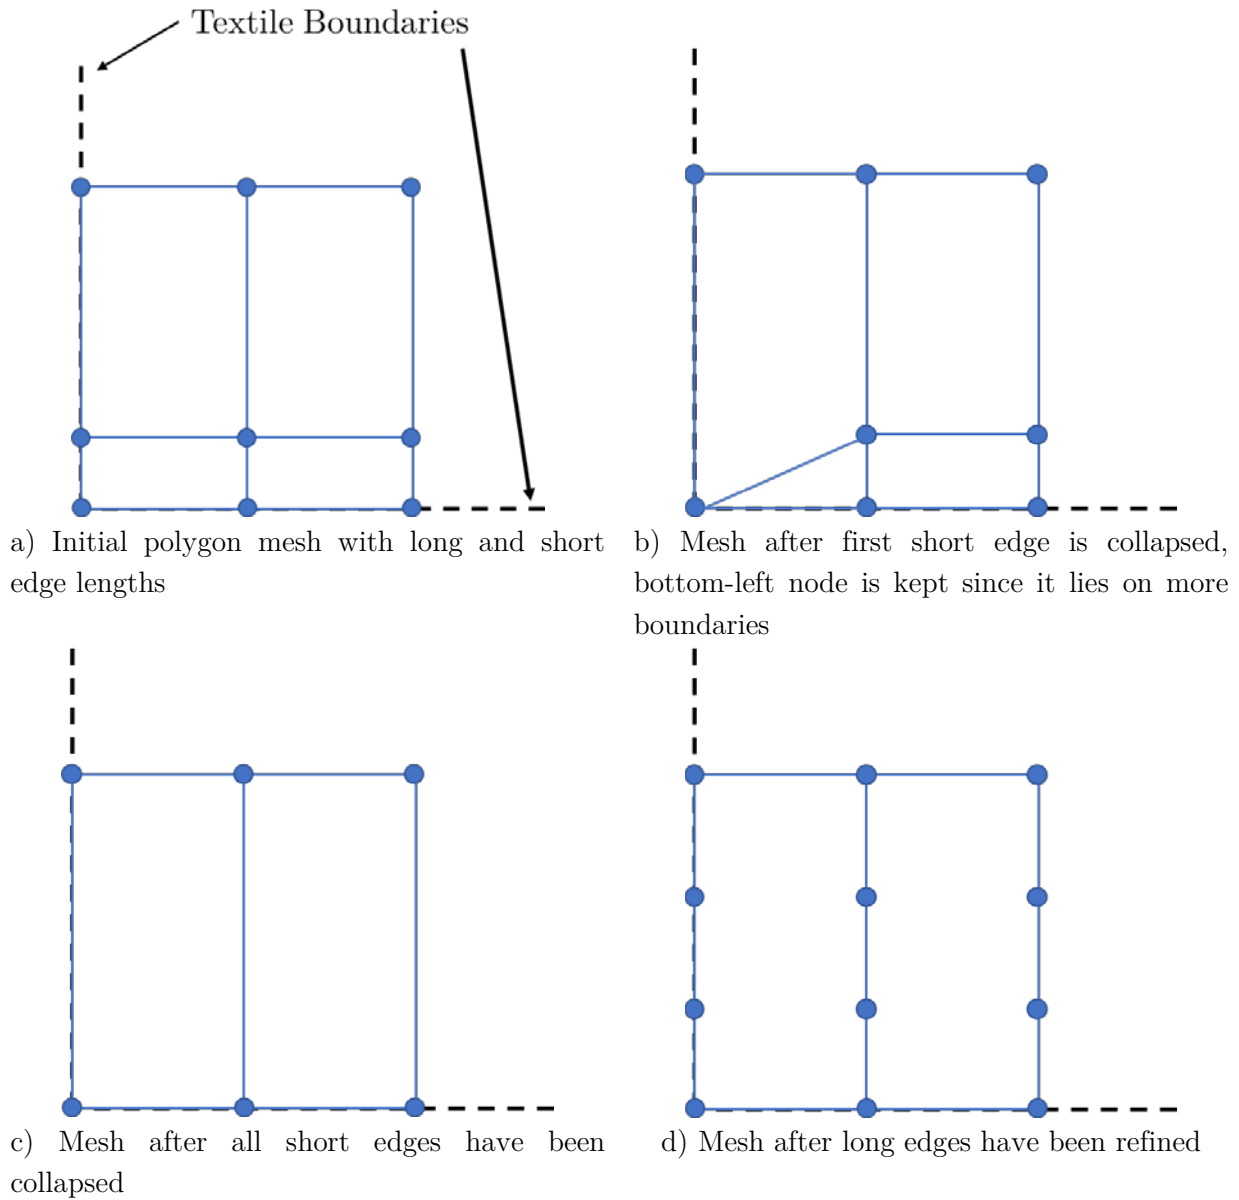 Textile Boundaries
a) Initial polygon mesh with long and short
edge lengths
b) Mesh after first short edge is collapsed,
bottom-left node is kept since it lies on more
boundaries
c) Mesh after all short edges have been
collapsed
d) Mesh after long edges have been refined